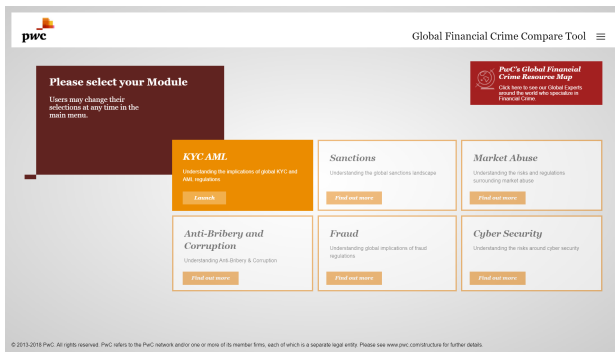 pwc
Global Financial Crime Compare Tool
Please select your Module
Users may change their
selections at any time in the
main menu.
PwC's Global Financial
Crime Resource Map
Click here to see our Global Experts
around the world who specialize in
Financial Crime.
KYC AML
Understanding the implications of global KYC and
AML regulations
Launch
Sanctions
Understanding the global sanctions landscape
Find out more
Market Abuse
Understanding the risks and regulations
surrounding market abuse
Find out more
Anti-Bribery and
Corruption
Understanding Anti-Bribery & Corruption
Find out more
Fraud
Understanding global implications of fraud
regulations
Find out more
Cyber Security
Understanding the risks around cyber security
Find out more
© 2013-2018 PwC. All rights reserved. PwC refers to the PwC network and/or one or more of its member firms, each of which is a separate legal entity. Please see www.pwc.com/structure for further details.